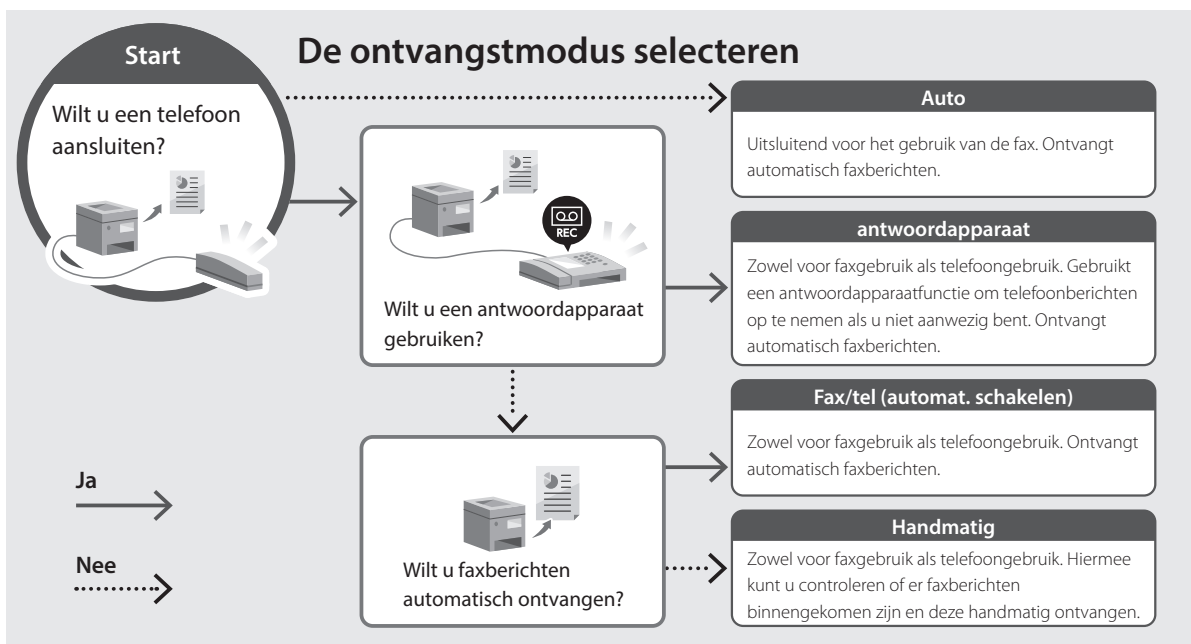 De ontvangstmodus selecteren
Start
Wilt u een telefoon
aansluiten?
REC
Wilt u een antwoordapparaat
gebruiken?
Wilt u faxberichten
automatisch ontvangen?
Auto
Uitsluitend voor het gebruik van de fax. Ontvangt
automatisch faxberichten.
antwoordapparaat
Zowel voor faxgebruik als telefoongebruik. Gebruikt
een antwoordapparaatfunctie om telefoonberichten
op te nemen als u niet aanwezig bent. Ontvangt
automatisch faxberichten.
Fax/tel (automat. schakelen)
Zowel voor faxgebruik als telefoongebruik. Ontvangt
automatisch faxberichten.
Handmatig
Zowel voor faxgebruik als telefoongebruik. Hiermee
kunt u controleren of er faxberichten
binnengekomen zijn en deze handmatig ontvangen.
Ja
Nee